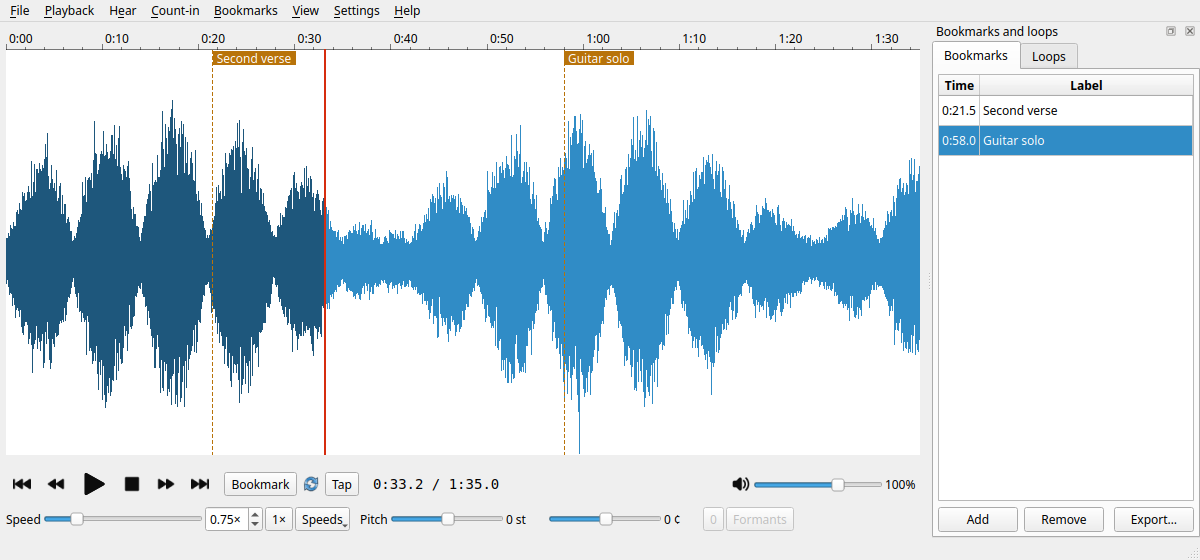 File Playback Hear Count-in Bookmarks View Settings Help
0:00 0:10 0:20 0:30 0:40 0:50 1:00 1:10 1:20 1:30
Second verse Guitar solo
Bookmarks and loops
Bookmarks Loops
Time Label
0:21.5 Second verse
0:58.0 Guitar solo
Bookmark Tap 0:33.2 / 1:35.0 100%
Speed 0.75× 1× Speeds Pitch 0 st 0 ¢ 0 Formants
Add Remove Export...